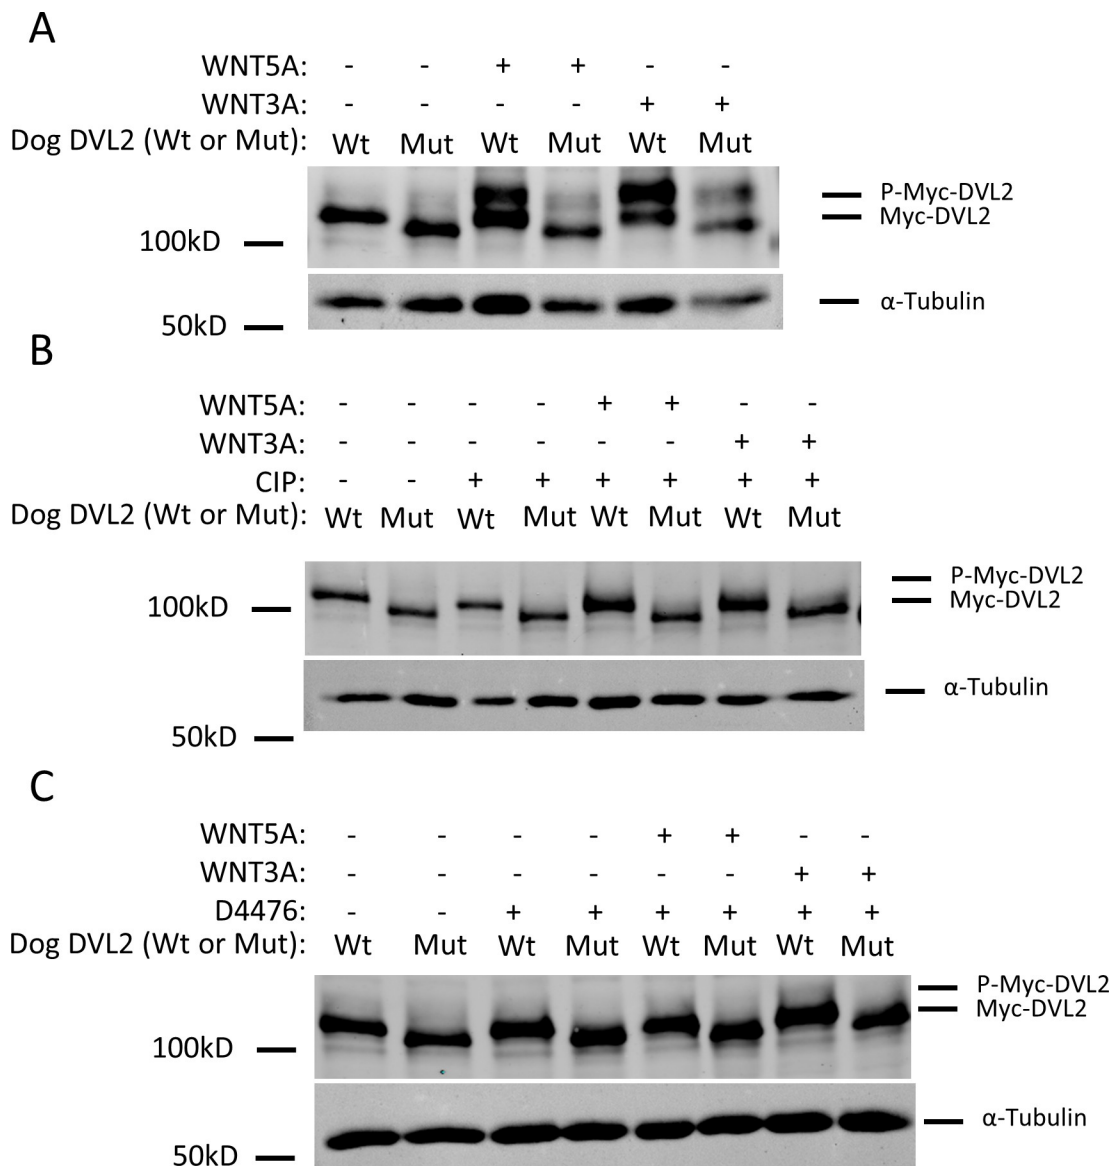 A
WNT5A: - - + + - -
WNT3A: - - - - + +
Dog DVL2 (Wt or Mut): Wt Mut Wt Mut Wt Mut
P-Myc-DVL2
Myc-DVL2
100kD
α-Tubulin
50kD
B
WNT5A: - - - - + + - -
WNT3A: - - - - - - + +
CIP: - - + + + + + +
Dog DVL2 (Wt or Mut): Wt Mut Wt Mut Wt Mut Wt Mut
P-Myc-DVL2
Myc-DVL2
100kD
α-Tubulin
50kD
C
WNT5A: - - - - + + - -
WNT3A: - - - - - - + +
D4476: - - + + + + + +
Dog DVL2 (Wt or Mut): Wt Mut Wt Mut Wt Mut Wt Mut
P-Myc-DVL2
Myc-DVL2
100kD
α-Tubulin
50kD